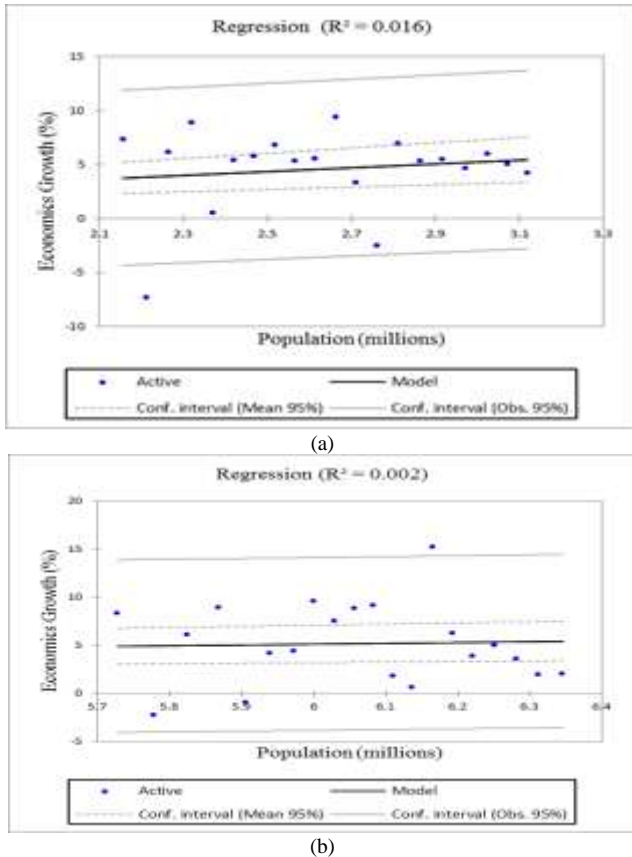 Regression (R² = 0.016)
15
10
5
0
-5
-10
2.1 2.3 2.5 2.7 2.9 3.1 3.3
Economics Growth (%)
Population (millions)
Active Model
Conf. interval (Mean 95%) Conf. interval (Obs. 95%)
(a)
Regression (R² = 0.002)
20
15
10
5
0
-5
5.7 5.8 5.9 6 6.1 6.2 6.3 6.4
Economics Growth (%)
Population (millions)
Active Model
Conf. interval (Mean 95%) Conf. interval (Obs. 95%)
(b)